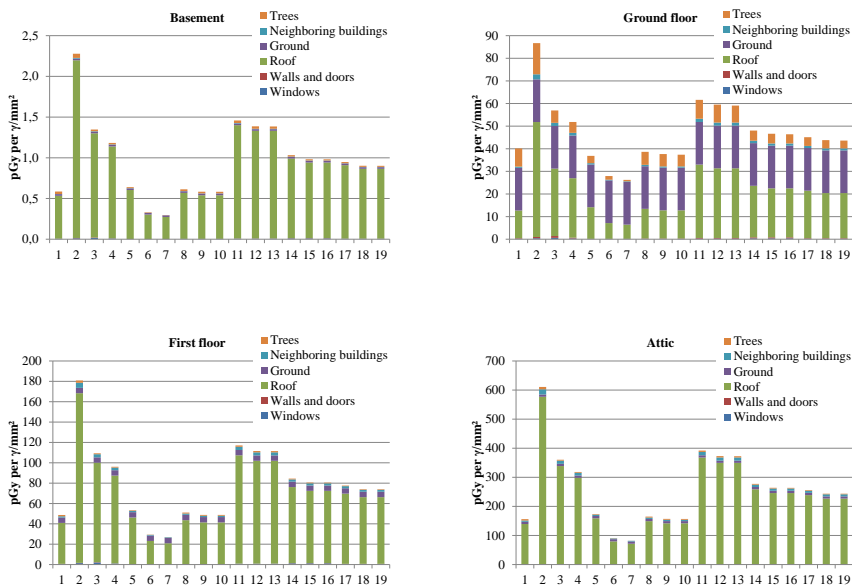 Basement
Trees
Neighboring buildings
Ground
Roof
Walls and doors
Windows
pGy per γ/mm²
2,5
2,0
1,5
1,0
0,5
0,0
1 2 3 4 5 6 7 8 9 10 11 12 13 14 15 16 17 18 19
Ground floor
Trees
Neighboring buildings
Ground
Roof
Walls and doors
Windows
pGy per γ/mm²
90
80
70
60
50
40
30
20
10
0
1 2 3 4 5 6 7 8 9 10 11 12 13 14 15 16 17 18 19
First floor
Trees
Neighboring buildings
Ground
Roof
Walls and doors
Windows
pGy per γ/mm²
200
180
160
140
120
100
80
60
40
20
0
1 2 3 4 5 6 7 8 9 10 11 12 13 14 15 16 17 18 19
Attic
Trees
Neighboring buildings
Ground
Roof
Walls and doors
Windows
pGy per γ/mm²
700
600
500
400
300
200
100
0
1 2 3 4 5 6 7 8 9 10 11 12 13 14 15 16 17 18 19